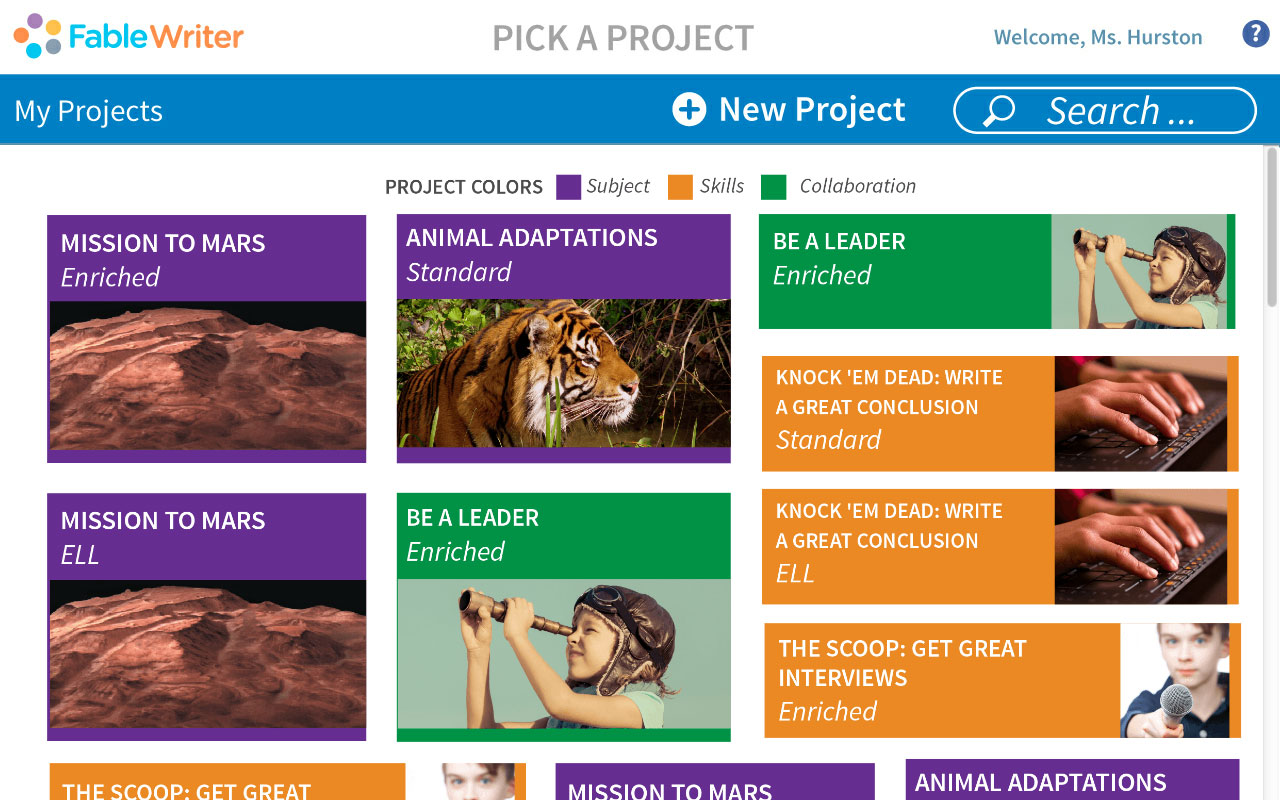 FableWriter
PICK A PROJECT
Welcome, Ms. Hurston
?
My Projects
New Project
Search ...
PROJECT COLORS
Subject
Skills
Collaboration
MISSION TO MARS
Enriched
ANIMAL ADAPTATIONS
Standard
BE A LEADER
Enriched
KNOCK 'EM DEAD: WRITE
A GREAT CONCLUSION
Standard
MISSION TO MARS
ELL
BE A LEADER
Enriched
KNOCK 'EM DEAD: WRITE
A GREAT CONCLUSION
ELL
THE SCOOP: GET GREAT
INTERVIEWS
Enriched
THE SCOOP: GET GREAT
MISSION TO MARS
ANIMAL ADAPTATIONS